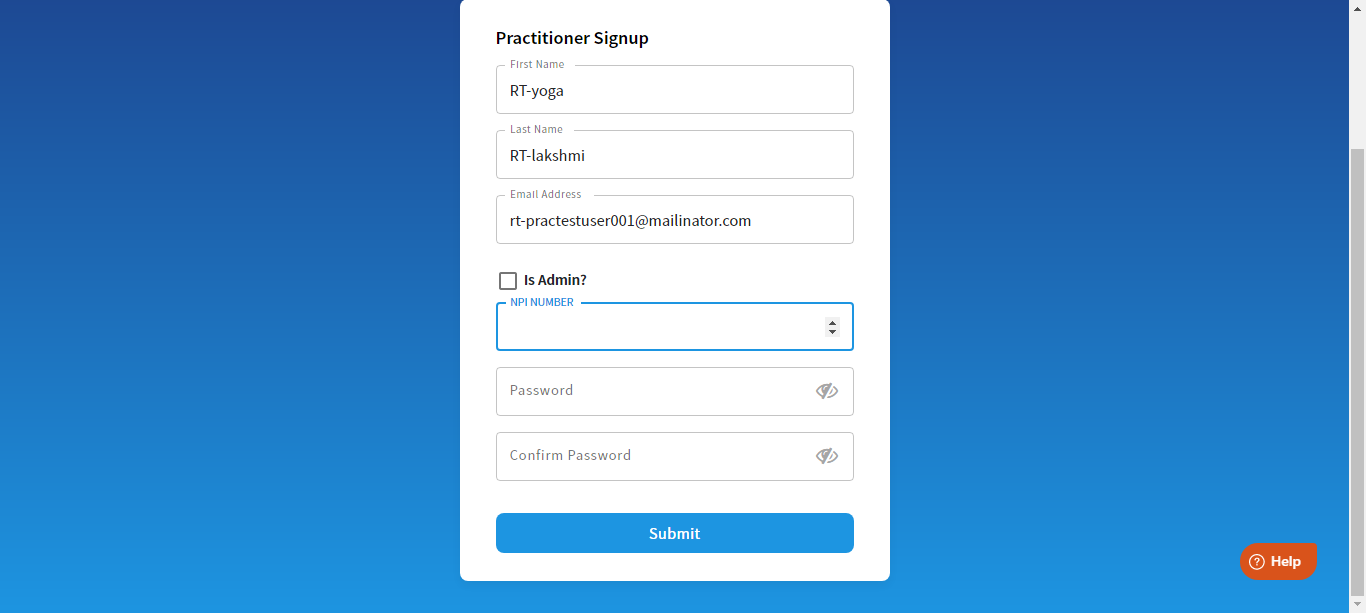 Practitioner Signup
First Name
RT-yoga
Last Name
RT-lakshmi
Email Address
rt-practestuser001@mailinator.com
Is Admin?
NPI NUMBER
Password
Confirm Password
Submit
Help